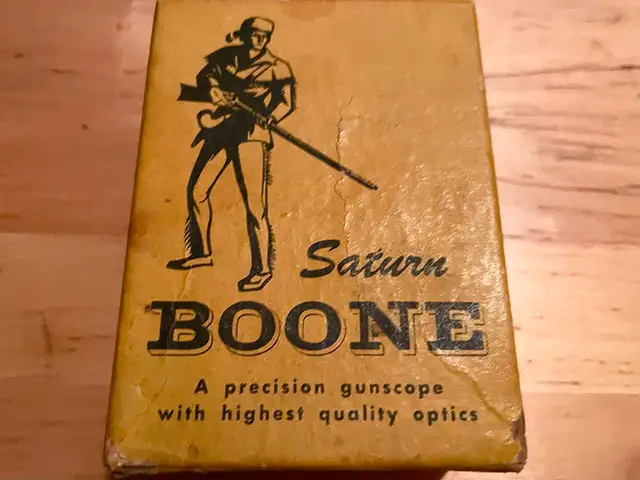 Saturn
BOONE
A precision gunscope
with highest quality optics